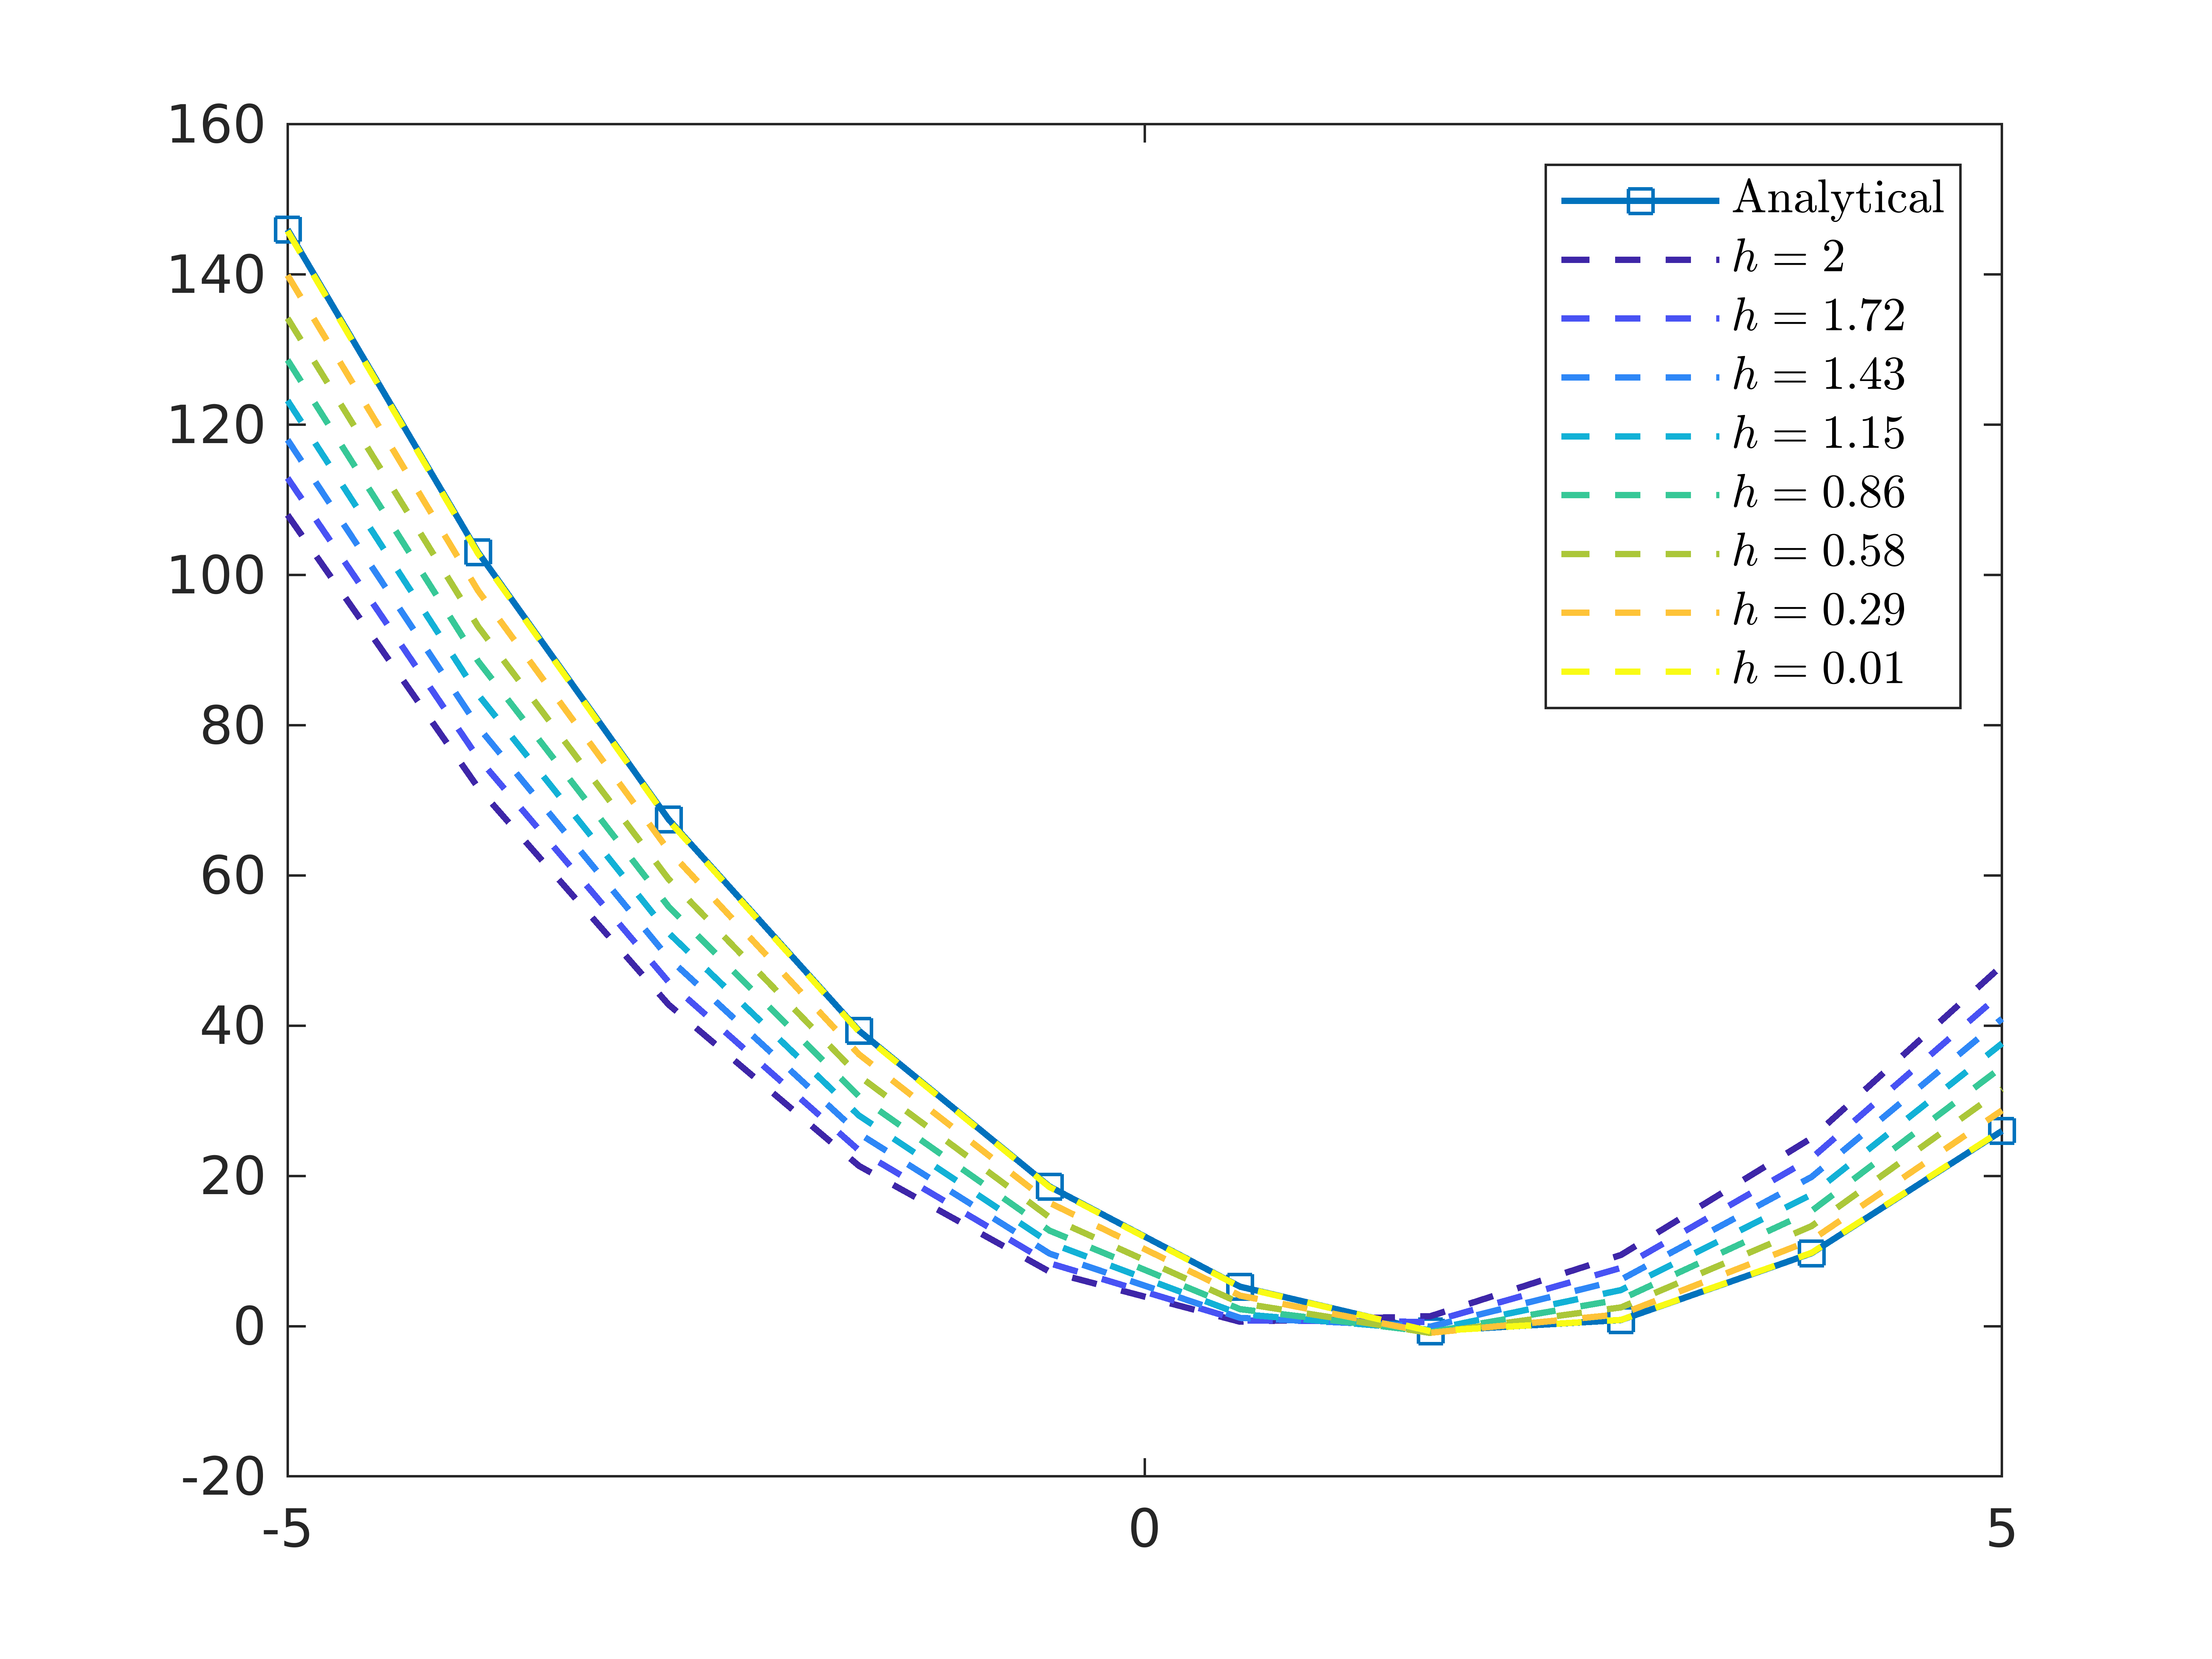 160
140
120
100
80
60
40
20
0
-20
-5
0
5
Analytical
h = 2
h = 1.72
h = 1.43
h = 1.15
h = 0.86
h = 0.58
h = 0.29
h = 0.01